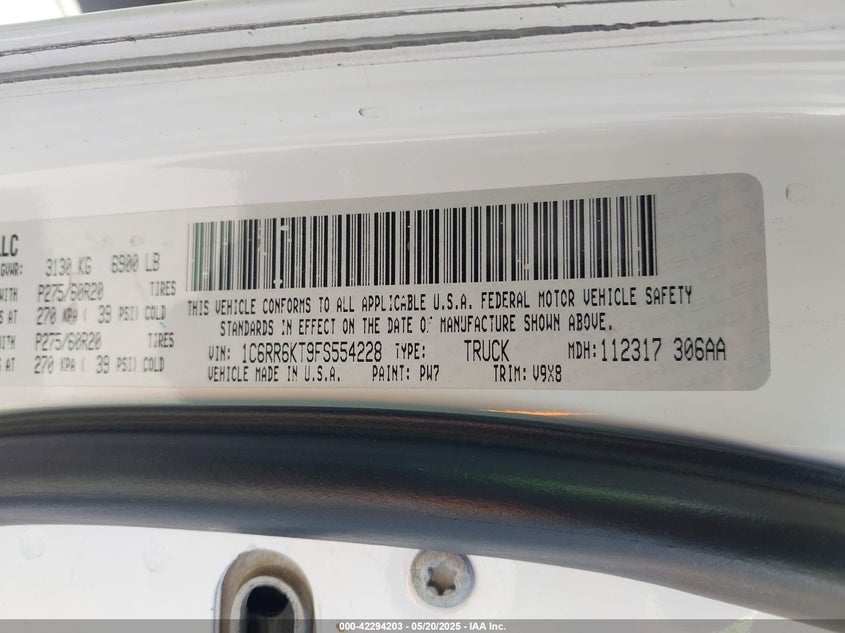 LLC
GVWR: 3130 KG 6900 LB
WITH P275/60R20 TIRES
S AT 270 KPA ( 39 PSI) COLD
WITH P275/60R20 TIRES
S AT 270 KPA ( 39 PSI) COLD
THIS VEHICLE CONFORMS TO ALL APPLICABLE U.S.A. FEDERAL MOTOR VEHICLE SAFETY
STANDARDS IN EFFECT ON THE DATE OF MANUFACTURE SHOWN ABOVE.
VIN: 1C6RR6KT9FS554228 TYPE: TRUCK MDH: 112317 306AA
VEHICLE MADE IN U.S.A. PAINT: PW7 TRIM: V9X8
000-42294203 - 05/20/2025 - IAA Inc.